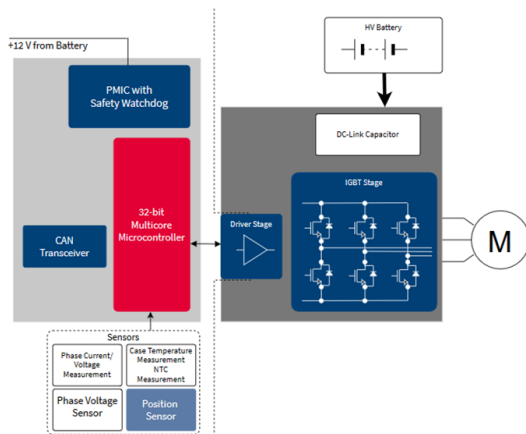 +12 V from Battery
PMIC with
Safety Watchdog
32-bit
Multicore
Microcontroller
CAN
Transceiver
HV Battery
DC-Link Capacitor
IGBT Stage
Driver Stage
M
Sensors
Phase Current/
Voltage
Measurement
Case Temperature
Measurement
NTC
Measurement
Phase Voltage
Sensor
Position
Sensor